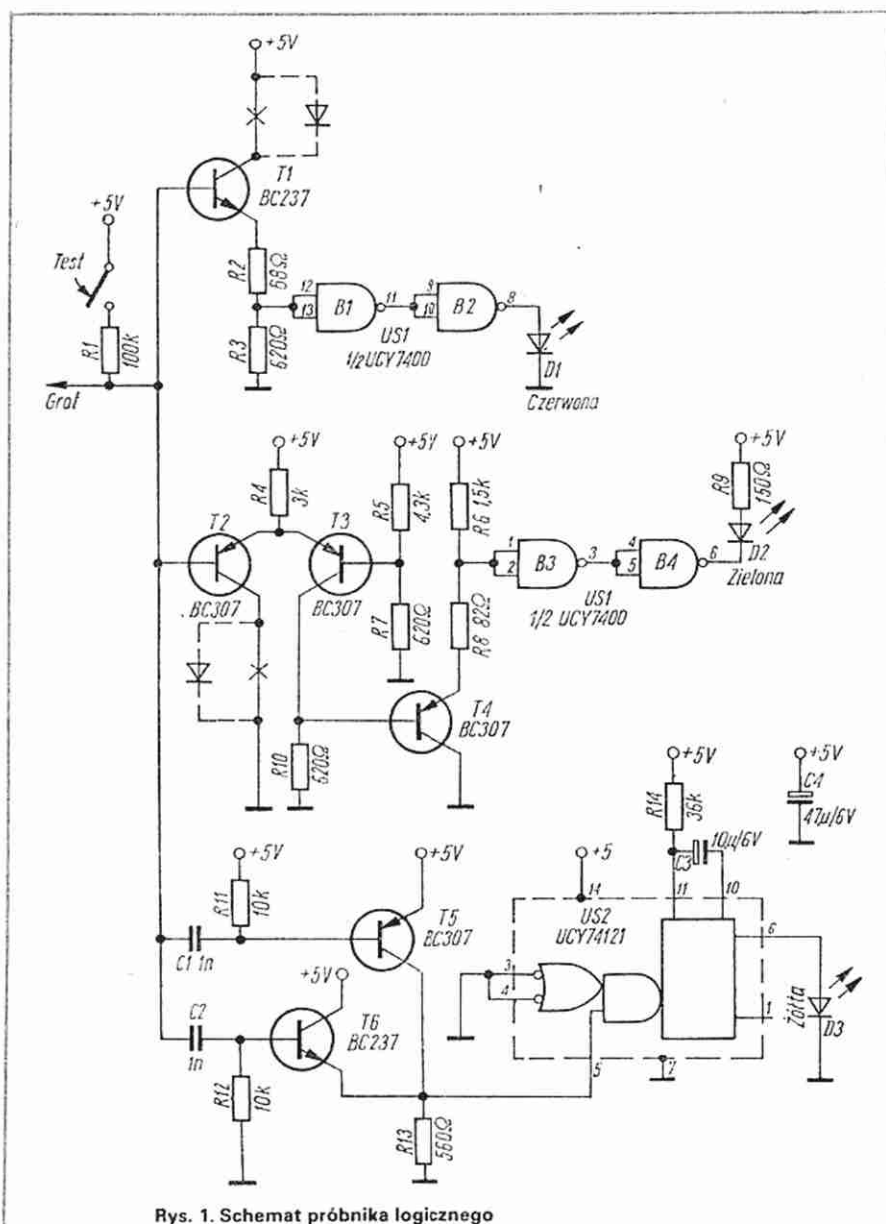 +5V
T1
BC237
+5V
Test
R1
100k
Grot
R2
68Ω
R3
620Ω
12
13
B1
11
9
10
B2
8
US1
1/2 UCY7400
D1
Czerwona
+5V
R4
3k
+5V
R5
4,3k
+5V
R6 1,5k
+5V
R9
150Ω
T2
BC307
T3
BC307
R7
620Ω
1
2
B3
3
4
5
B4
6
D2
Zielona
US1
1/2 UCY7400
R8 82Ω
T4
BC307
R10
620Ω
+5V
R11
10k
C1 1n
+5V
T5
BC307
+5V
T6
BC237
C2
1n
R12
10k
R13
560Ω
+5
14
US2
UCY74121
3
4
5
7
+5V
R14
36k
C3
10μ/6V
11
10
6
1
Żółta
D3
+5V
C4
47μ/6V
Rys. 1. Schemat próbnika logicznego